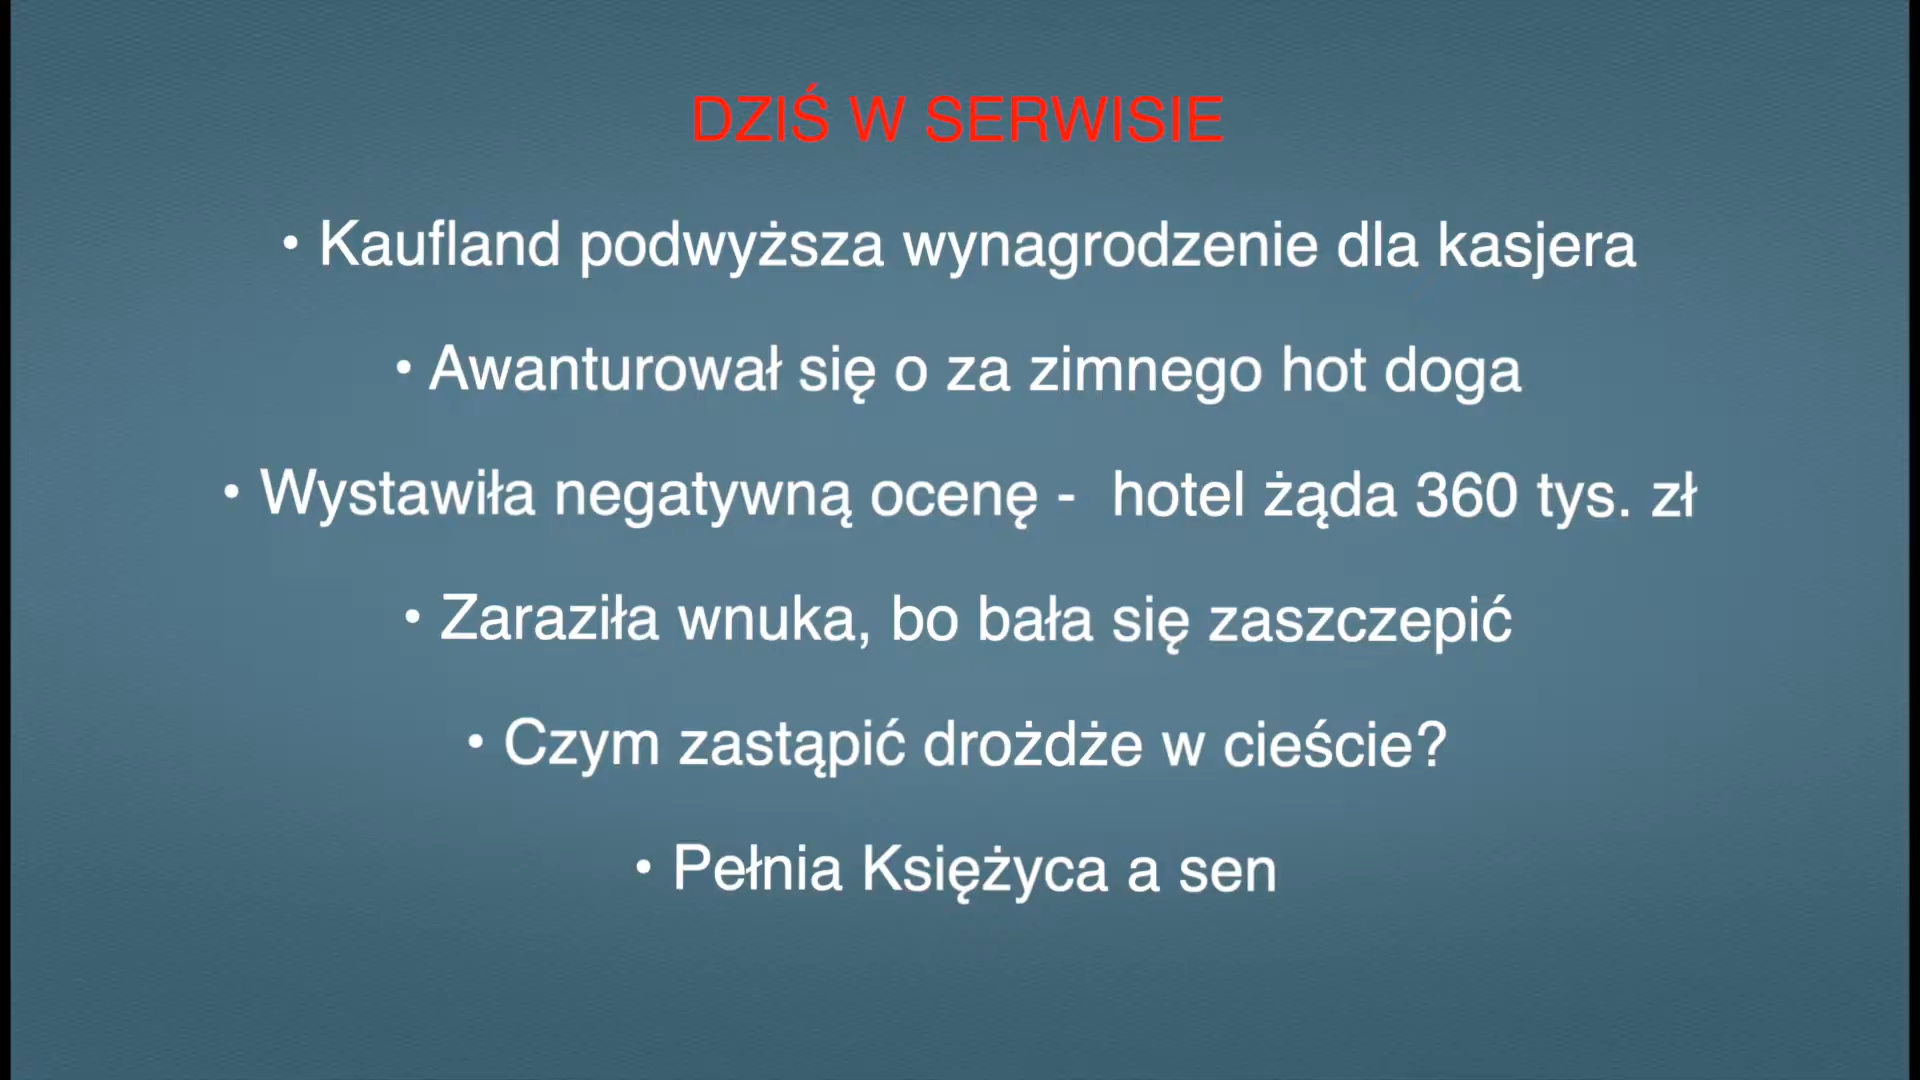 DZIŚ W SERWISIE
• Kaufland podwyższa wynagrodzenie dla kasjera
• Awanturował się o za zimnego hot doga
• Wystawiła negatywną ocenę -  hotel żąda 360 tys. zł
• Zaraziła wnuka, bo bała się zaszczepić
• Czym zastąpić drożdże w cieście?
• Pełnia Księżyca a sen